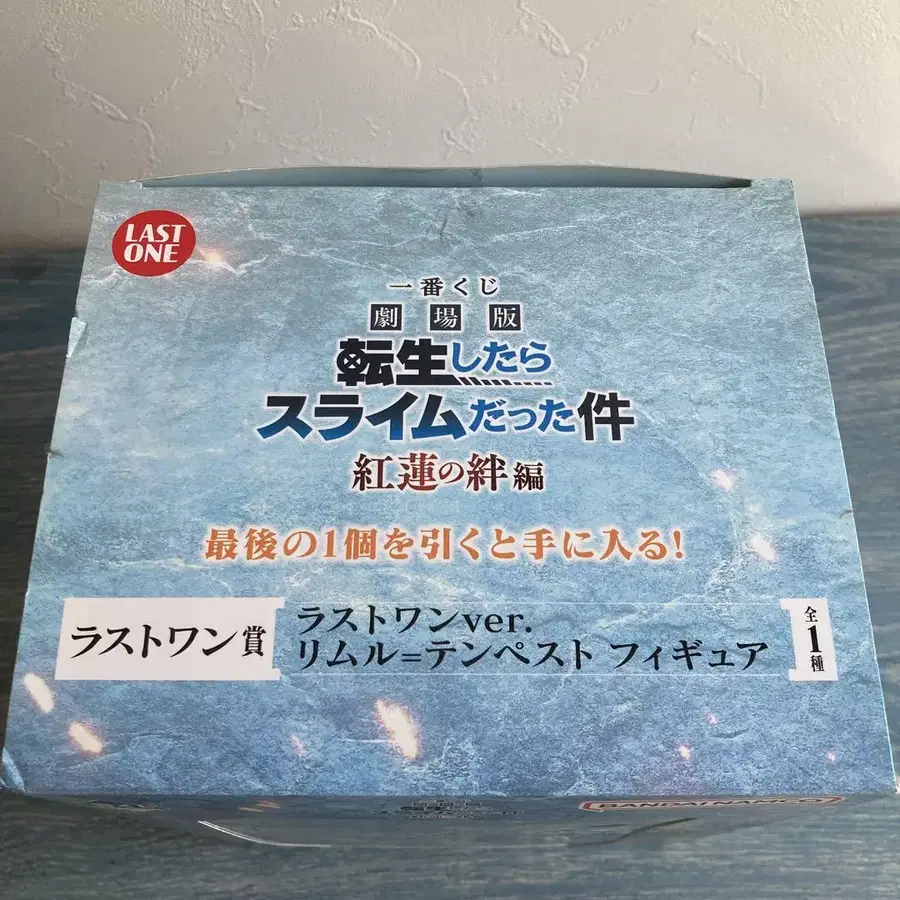 LAST
ONE
一番くじ
劇場版
転生したら
スライムだった件
紅蓮の絆編
最後の1個を引くと手に入る!
ラストワン賞
ラストワンver.
リムル=テンペスト フィギュア
全1種
BANDAI NAMCO